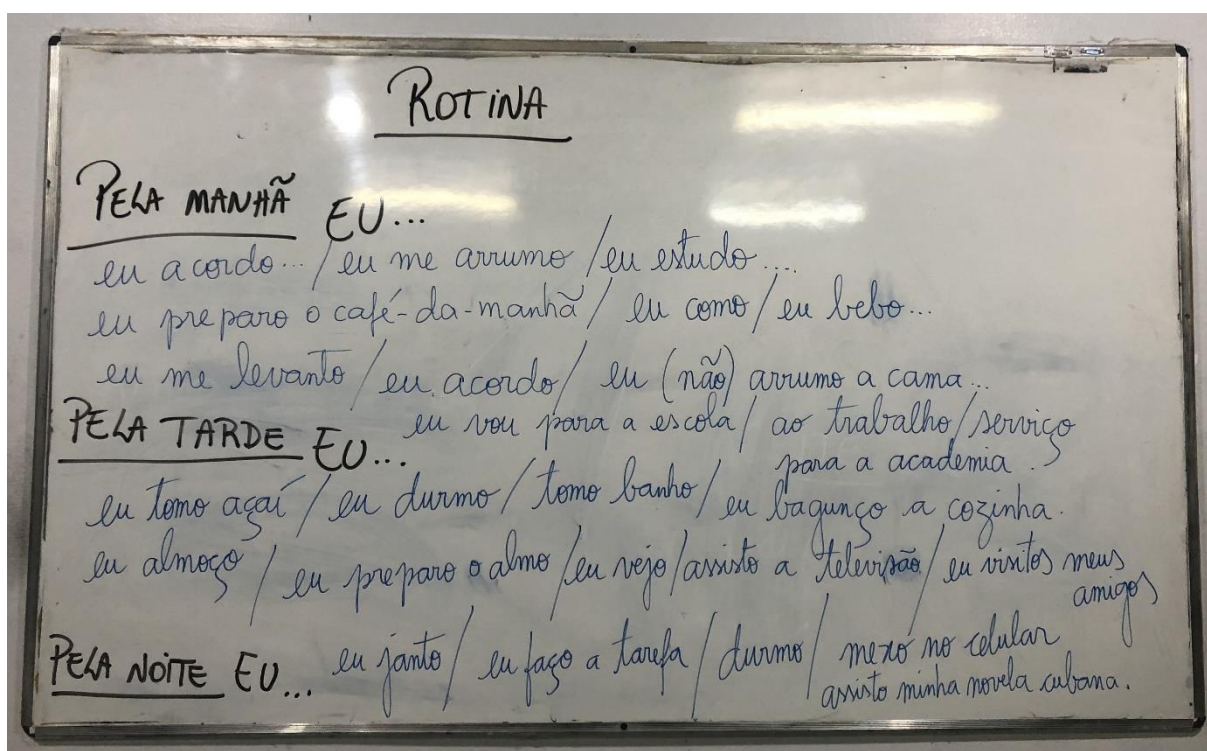 ROTINA
PELA MANHÃ EU...
eu acordo... / eu me arrumo / eu estudo....
eu preparo o café-da-manhã / eu como / eu bebo...
eu me levanto / eu acordo / eu (não) arrumo a cama...
PELA TARDE EU... eu vou para a escola / ao trabalho / serviço
para a academia.
eu tomo açaí / eu durmo / tomo banho / eu bagunço a cozinha.
eu almoço / eu preparo o almo / eu vejo / assisto a televisão / eu visitos meus
amigos
PELA NOITE EU... eu janto / eu faço a tarefa / durmo / mexo no celular
assisto minha novela cubana.